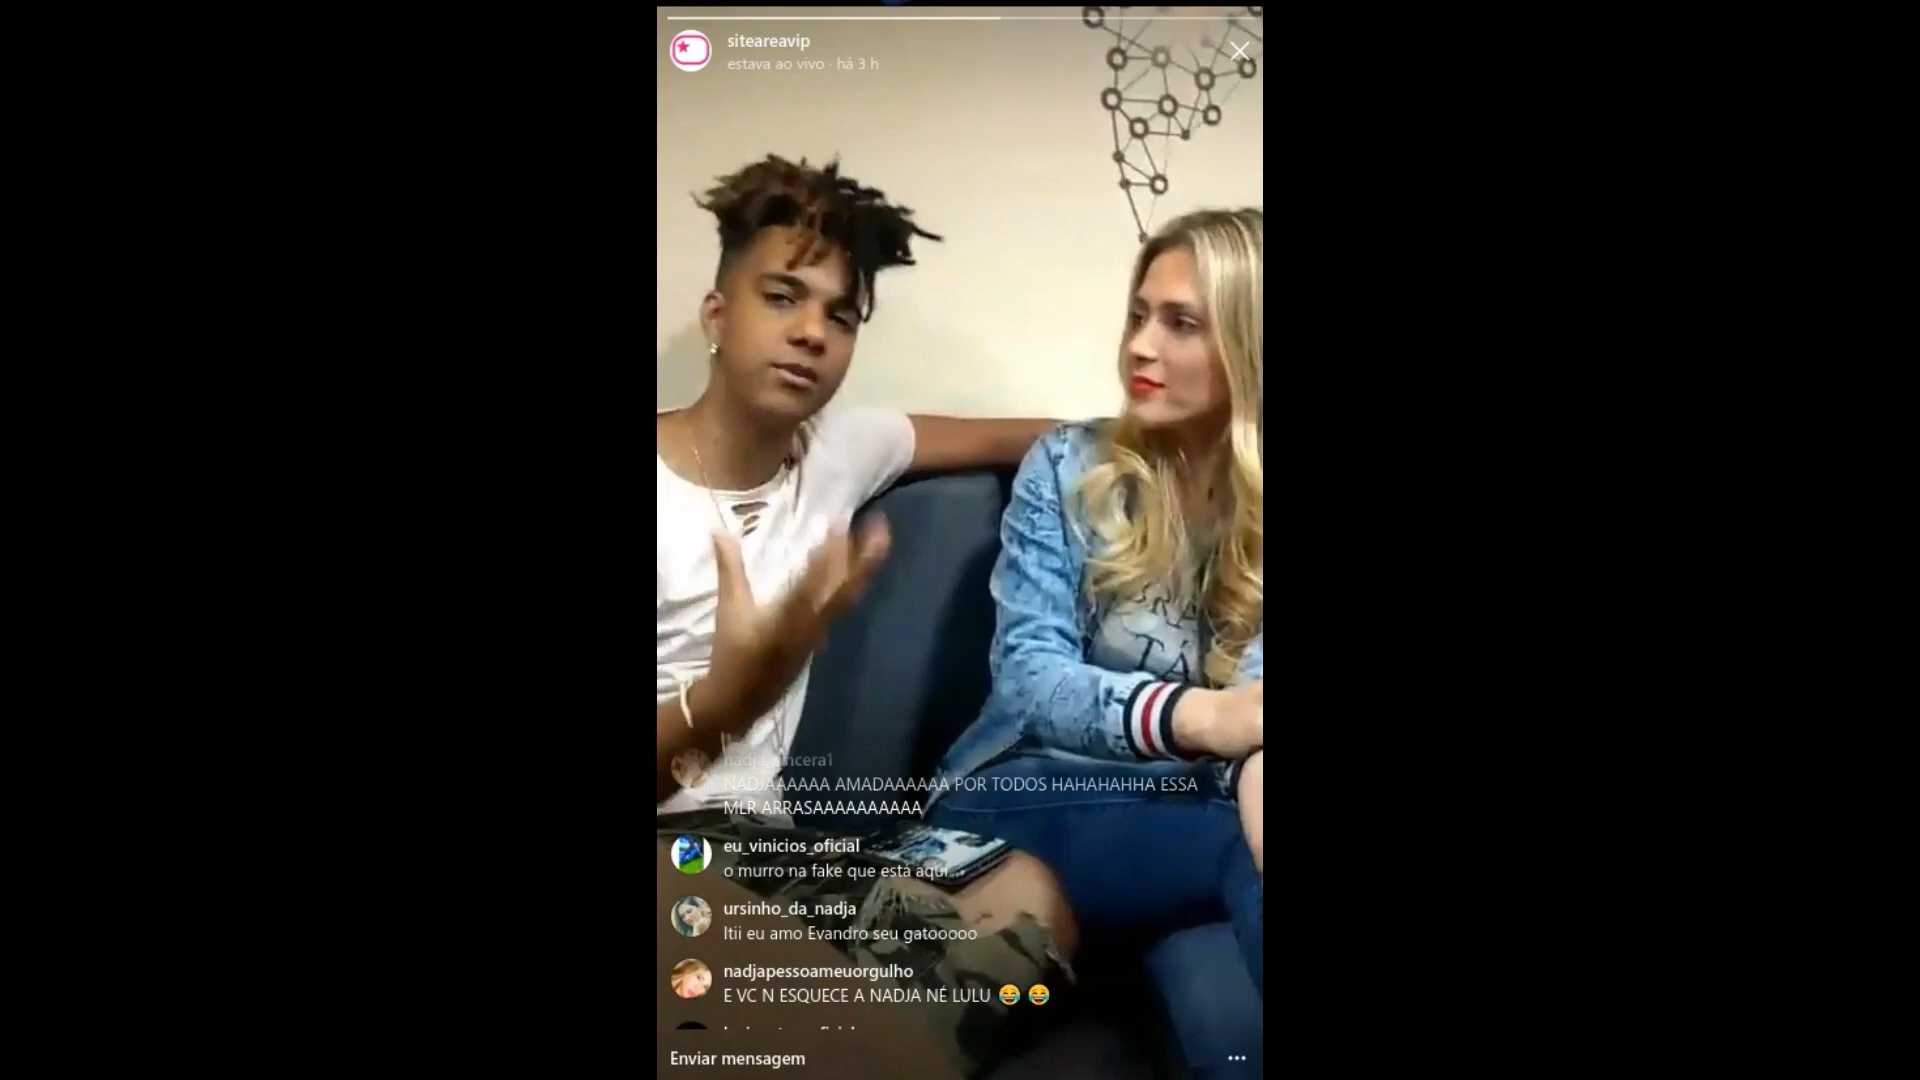 siteareavip
estava ao vivo · há 3 h
nadja_sincera1
NADJAAAAAA AMADAAAAAA POR TODOS HAHAHAHHA ESSA
MLR ARRASAAAAAAAAAA
eu_vinicios_oficial
o murro na fake que está aqui...
ursinho_da_nadja
Itii eu amo Evandro seu gatooooo
nadjapessoameuorgulho
E VC N ESQUECE A NADJA NÉ LULU 😂 😂
Enviar mensagem